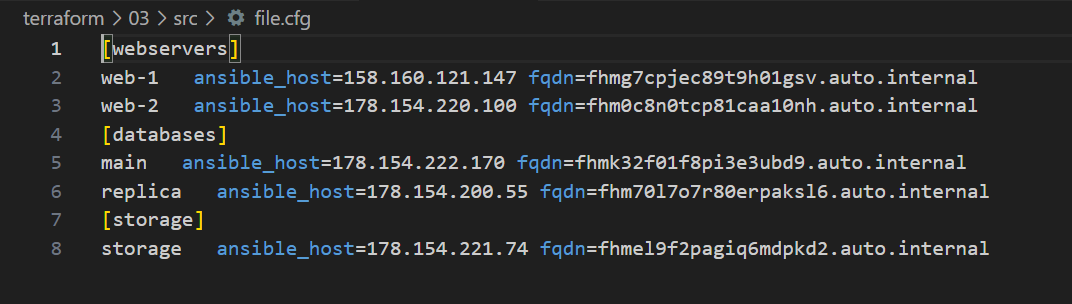 terraform > 03 > src > file.cfg
1 [webservers]
2 web-1 ansible_host=158.160.121.147 fqdn=fhmg7cpjec89t9h01gsv.auto.internal
3 web-2 ansible_host=178.154.220.100 fqdn=fhm0c8n0tcp81caa10nh.auto.internal
4 [databases]
5 main ansible_host=178.154.222.170 fqdn=fhmk32f01f8pi3e3ubd9.auto.internal
6 replica ansible_host=178.154.200.55 fqdn=fhm70l7o7r80erpaksl6.auto.internal
7 [storage]
8 storage ansible_host=178.154.221.74 fqdn=fhmel9f2pagiq6mdpkd2.auto.internal